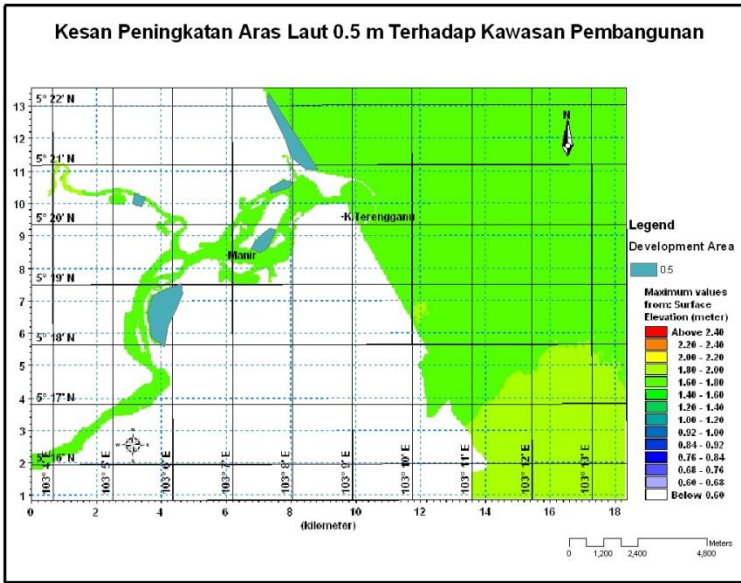 Kesan Peningkatan Aras Laut 0.5 m Terhadap Kawasan Pembangunan
13
12
11
10
9
8
7
6
5
4
3
2
1
5° 22' N
5° 21' N
5° 20' N
5° 19' N
5° 18' N
5° 17' N
5° 16' N
N
K.Terengganu
Manir
N
W
E
S
103° 4' E
103° 5' E
103° 6' E
103° 7' E
103° 8' E
103° 9' E
103° 10' E
103° 11' E
103° 12' E
103° 13' E
0 2 4 6 8 10 12 14 16 18
(kilometer)
Legend
Development Area
0.5
Maximum values
from: Surface
Elevation (meter)
Above 2.40
2.20 - 2.40
2.00 - 2.20
1.80 - 2.00
1.60 - 1.80
1.40 - 1.60
1.20 - 1.40
1.00 - 1.20
0.92 - 1.00
0.84 - 0.92
0.76 - 0.84
0.68 - 0.76
0.60 - 0.68
Below 0.60
Meters
0 1,200 2,400 4,800